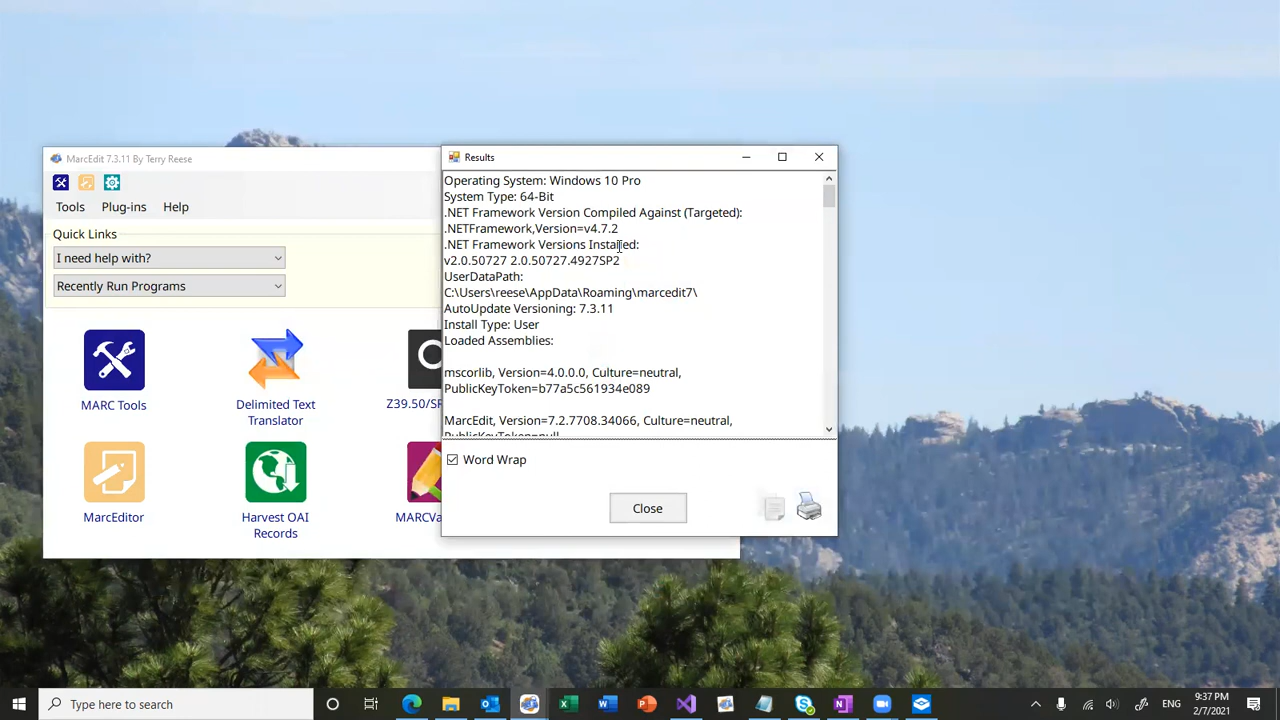 MarcEdit 7.3.11 By Terry Reese
Tools Plug-ins Help
Quick Links
I need help with?
Recently Run Programs
MARC Tools
Delimited Text
Translator
MarcEditor
Harvest OAI
Records
Results
Operating System: Windows 10 Pro
System Type: 64-Bit
.NET Framework Version Compiled Against (Targeted):
.NETFramework,Version=v4.7.2
.NET Framework Versions Installed:
v2.0.50727 2.0.50727.4927SP2
UserDataPath:
C:\Users\reese\AppData\Roaming\marcedit7\
AutoUpdate Versioning: 7.3.11
Install Type: User
Loaded Assemblies:
mscorlib, Version=4.0.0.0, Culture=neutral,
PublicKeyToken=b77a5c561934e089
MarcEdit, Version=7.2.7708.34066, Culture=neutral,
PublicKeyToken=null
Word Wrap
Close
Type here to search
ENG
9:37 PM
2/7/2021